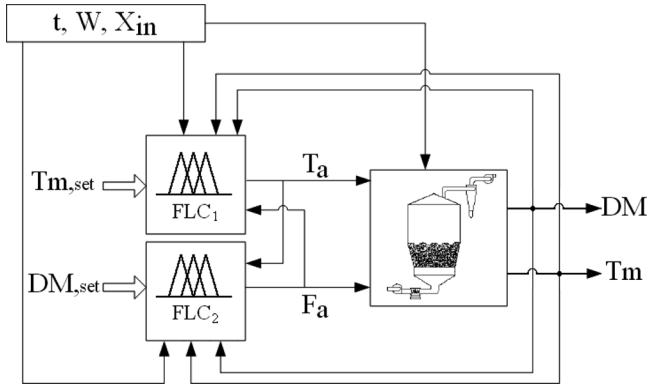 t, W, Xin
Tm,set
FLC1
Ta
DM
DM,set
FLC2
Fa
Tm